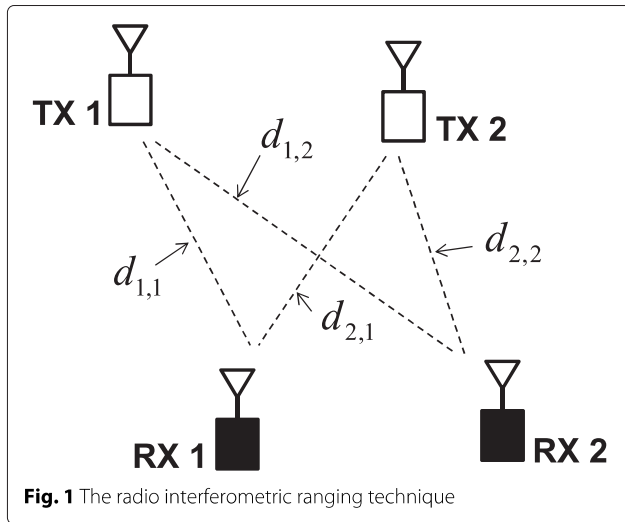 TX 1
TX 2
d1,2
d1,1
d2,2
d2,1
RX 1
RX 2
Fig. 1 The radio interferometric ranging technique